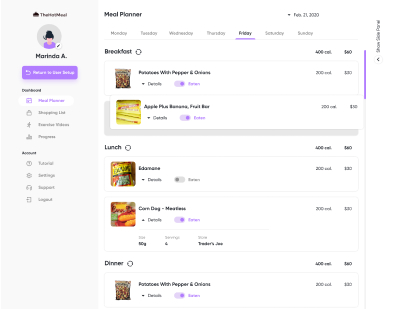 TheHotMeal
Marinda A.
Return to User Setup
Dashboard
Meal Planner
Shopping List
Exercise Videos
Progress
Account
Tutorial
Settings
Support
Logout
Meal Planner
Feb. 21, 2020
Monday Tuesday Wednesday Thursday Friday Saturday Sunday
Breakfast 400 cal. $60
Potatoes With Pepper & Onions 200 cal. $30
Details Eaten
Apple Plus Banana, Fruit Bar 200 cal. $30
Details Eaten
Lunch 400 cal. $60
Edamame 200 cal. $30
Details Eaten
Corn Dog - Meatless 200 cal. $30
Details Eaten
Size Servings Store
50g 4 Trader's Joe
Dinner 400 cal. $60
Potatoes With Pepper & Onions 200 cal. $30
Details Eaten
Show Side Panel